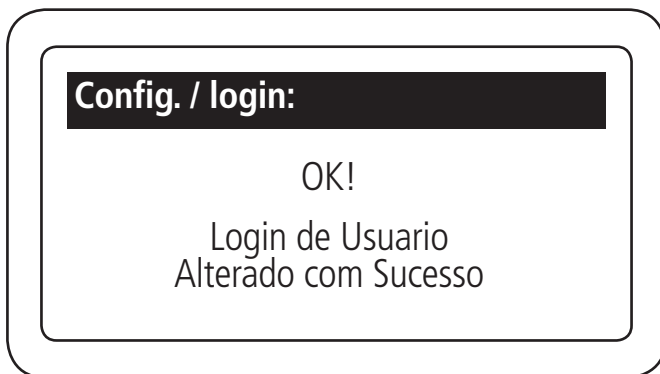 Config. / login:
OK!
Login de Usuario
Alterado com Sucesso